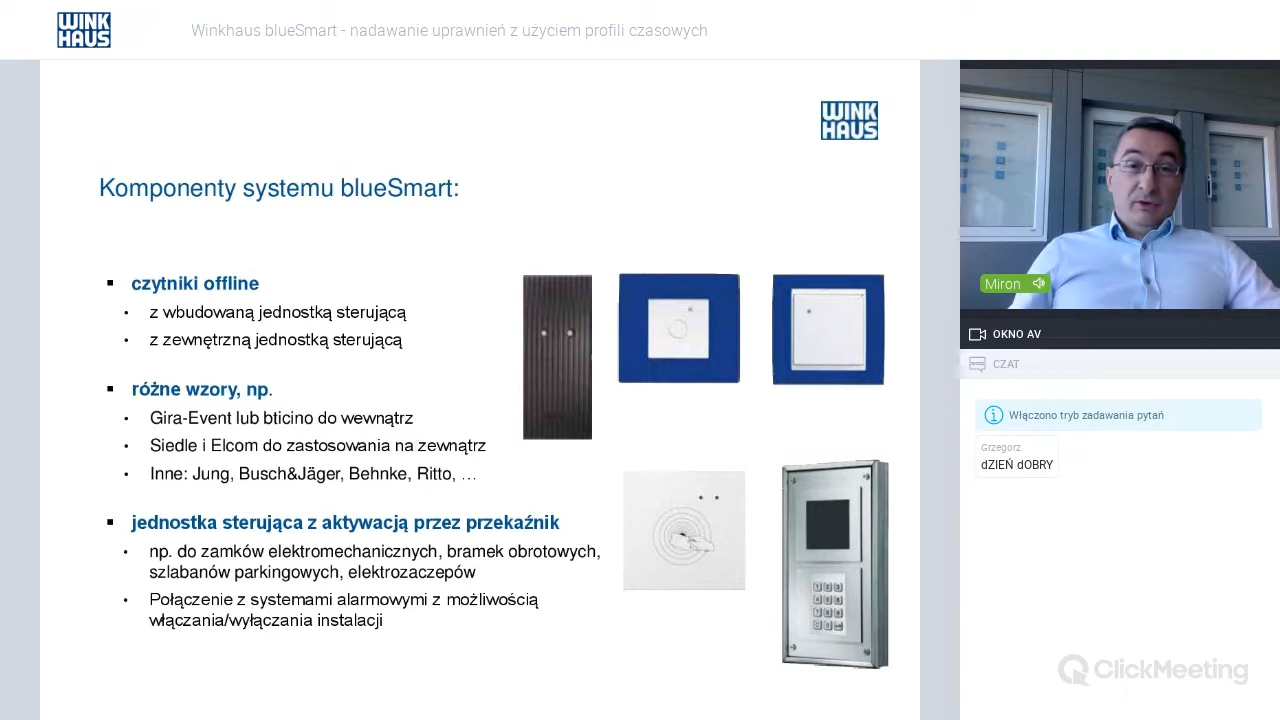 WINK
HAUS
Winkhaus blueSmart - nadawanie uprawnień z użyciem profili czasowych
WINK
HAUS
Komponenty systemu blueSmart:
▪ czytniki offline
• z wbudowaną jednostką sterującą
• z zewnętrzną jednostką sterującą
▪ różne wzory, np.
• Gira-Event lub bticino do wewnątrz
• Siedle i Elcom do zastosowania na zewnątrz
• Inne: Jung, Busch&Jäger, Behnke, Ritto, …
▪ jednostka sterująca z aktywacją przez przekaźnik
• np. do zamków elektromechanicznych, bramek obrotowych,
szlabanów parkingowych, elektrozaczepów
• Połączenie z systemami alarmowymi z możliwością
włączania/wyłączania instalacji
Miron
OKNO AV
CZAT
Włączono tryb zadawania pytań
Grzegorz
dZIEŃ dOBRY
ClickMeeting